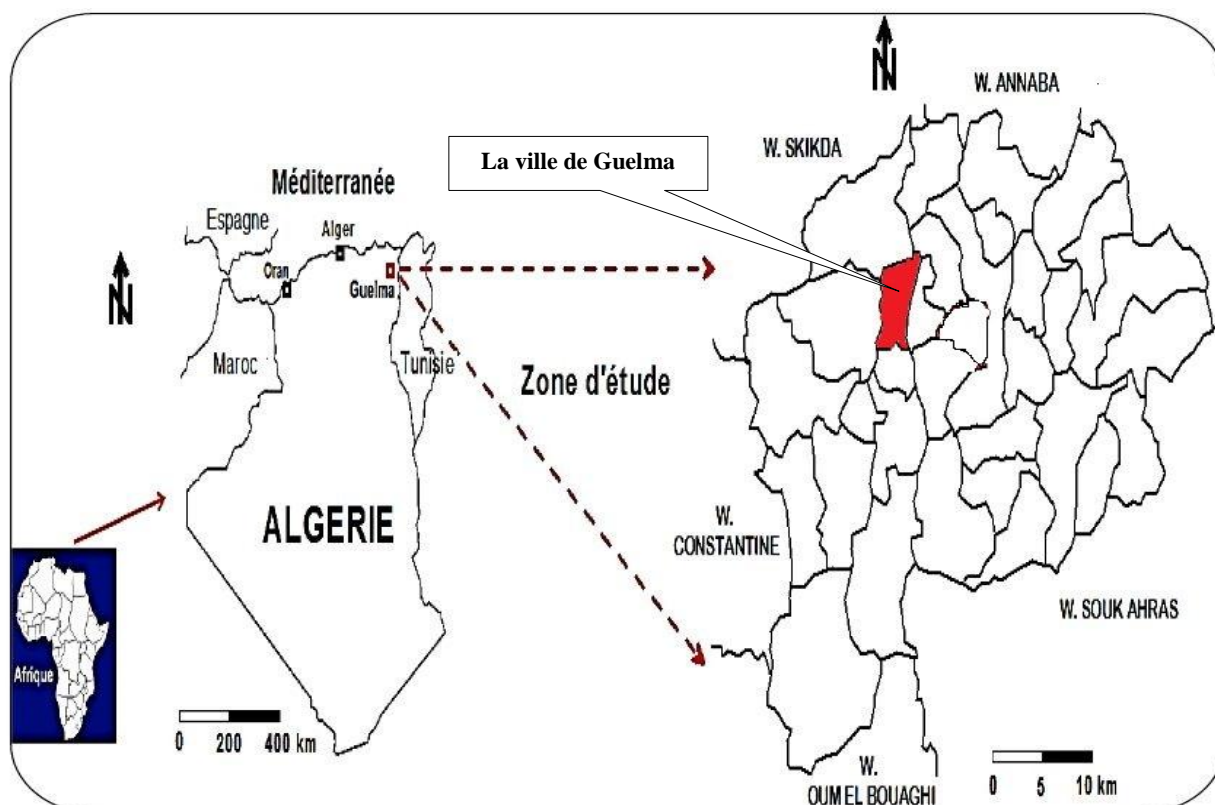 N
W. ANNABA
W. SKIKDA
La ville de Guelma
Méditerranée
Espagne
Alger
N
Oran
Guelma
Maroc
Tunisie
Zone d'étude
ALGERIE
W.
CONSTANTINE
W. SOUK AHRAS
Afrique
0 200 400 km
0 5 10 km
W.
OUM EL BOUAGHI